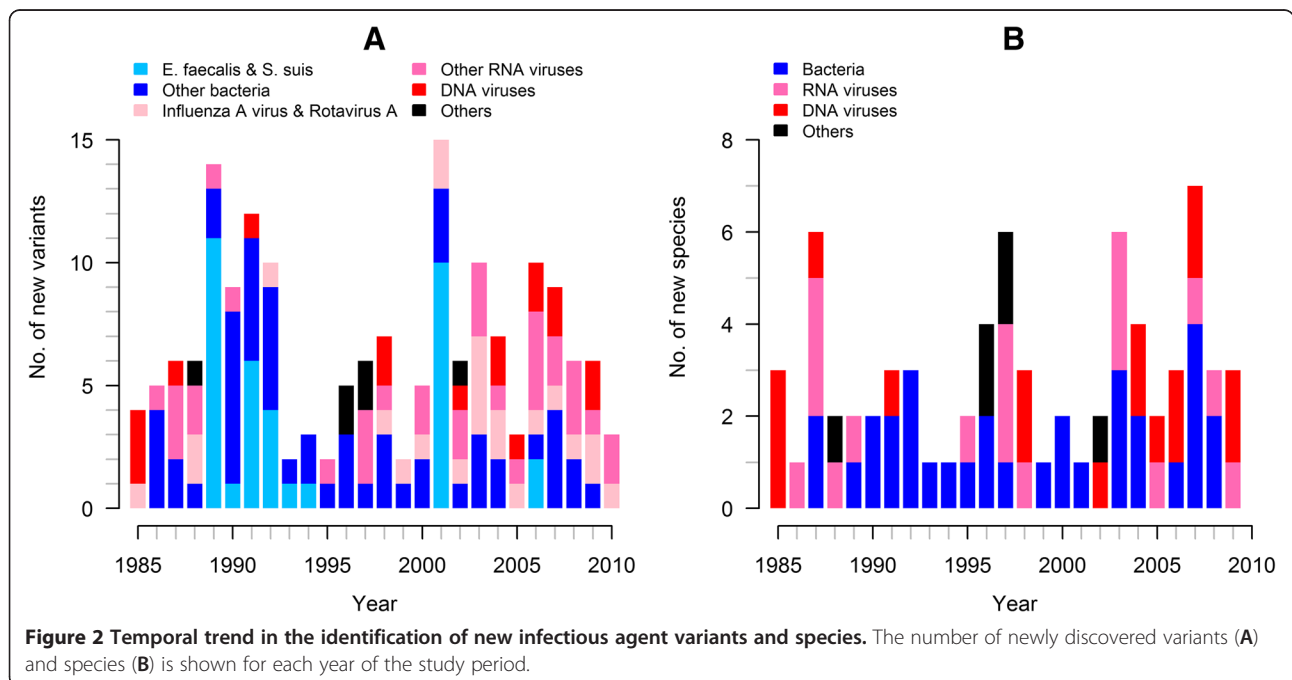 A
E. faecalis & S. suis
Other bacteria
Influenza A virus & Rotavirus A
Other RNA viruses
DNA viruses
Others
No. of new variants
15
10
5
0
1985 1990 1995 2000 2005 2010
Year
B
Bacteria
RNA viruses
DNA viruses
Others
No. of new species
8
6
4
2
0
1985 1990 1995 2000 2005 2010
Year
Figure 2 Temporal trend in the identification of new infectious agent variants and species. The number of newly discovered variants (A)
and species (B) is shown for each year of the study period.